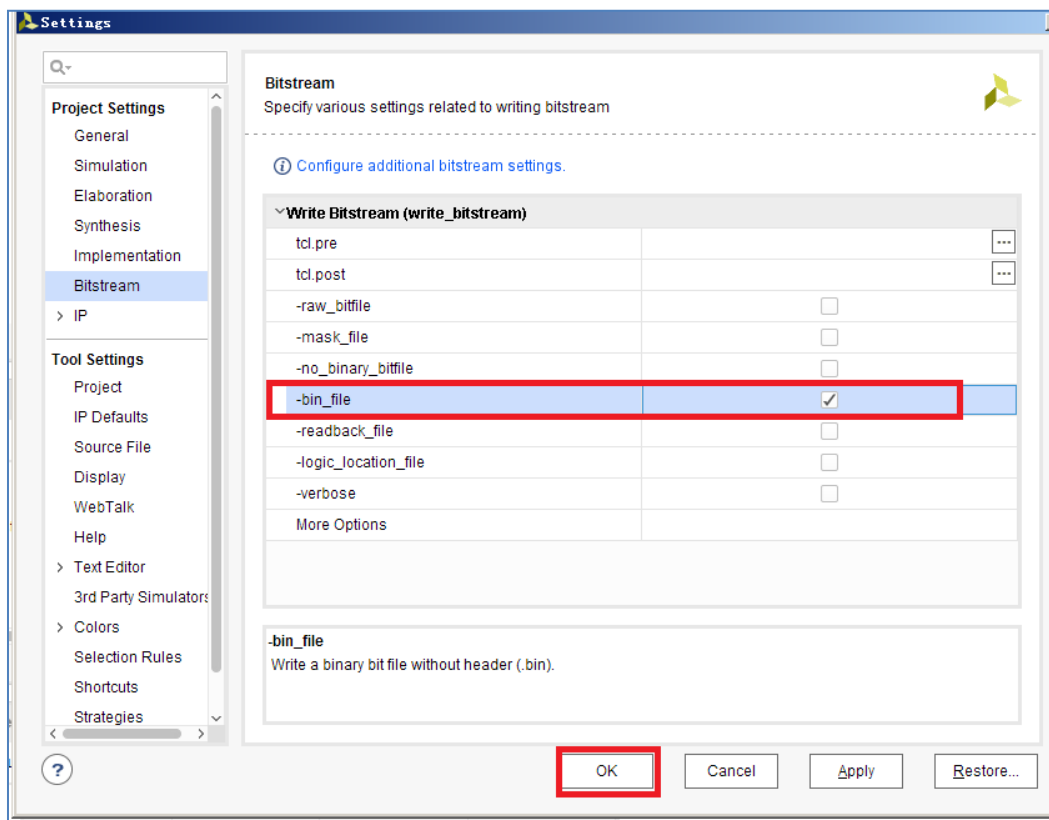 Settings
Project Settings
General
Simulation
Elaboration
Synthesis
Implementation
Bitstream
IP
Tool Settings
Project
IP Defaults
Source File
Display
WebTalk
Help
Text Editor
3rd Party Simulators
Colors
Selection Rules
Shortcuts
Strategies
Bitstream
Specify various settings related to writing bitstream
Configure additional bitstream settings.
Write Bitstream (write_bitstream)
tcl.pre
...
tcl.post
...
-raw_bitfile
-mask_file
-no_binary_bitfile
-bin_file
-readback_file
-logic_location_file
-verbose
More Options
-bin_file
Write a binary bit file without header (.bin).
?
OK
Cancel
Apply
Restore...